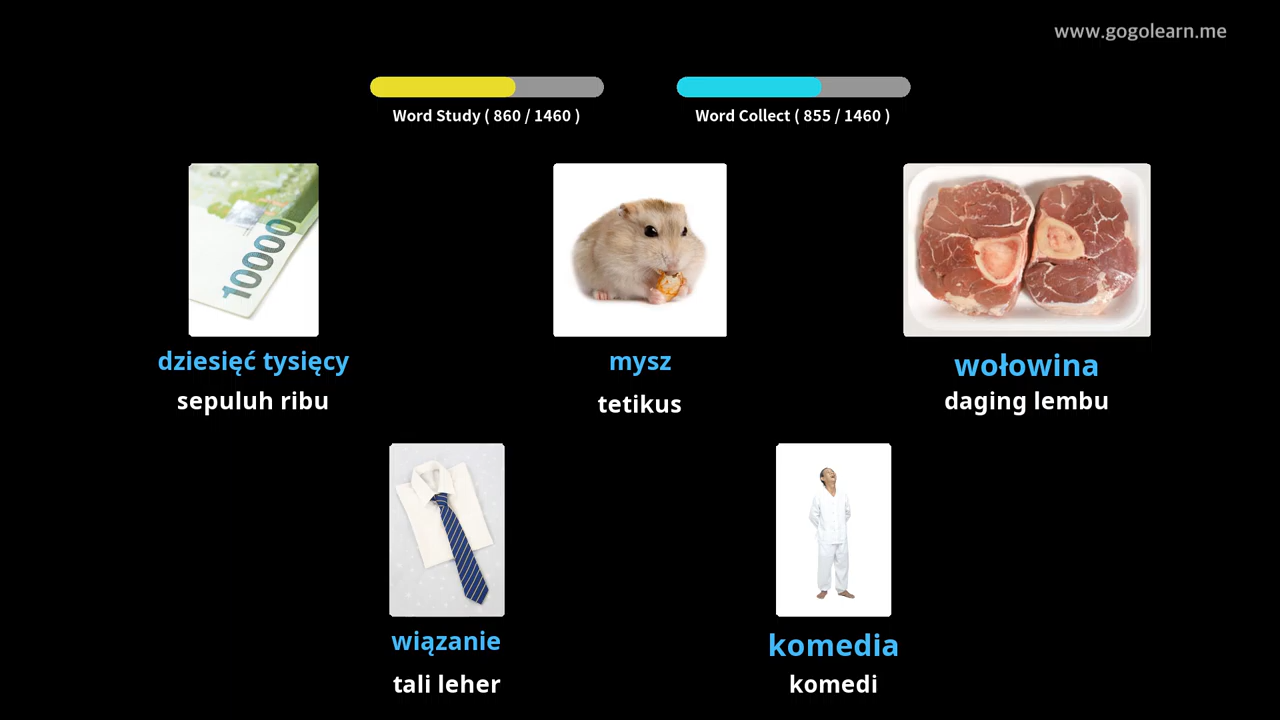 www.gogolearn.me
Word Study ( 860 / 1460 )
Word Collect ( 855 / 1460 )
10000
dziesięć tysięcy
sepuluh ribu
mysz
tetikus
wołowina
daging lembu
wiązanie
tali leher
komedia
komedi